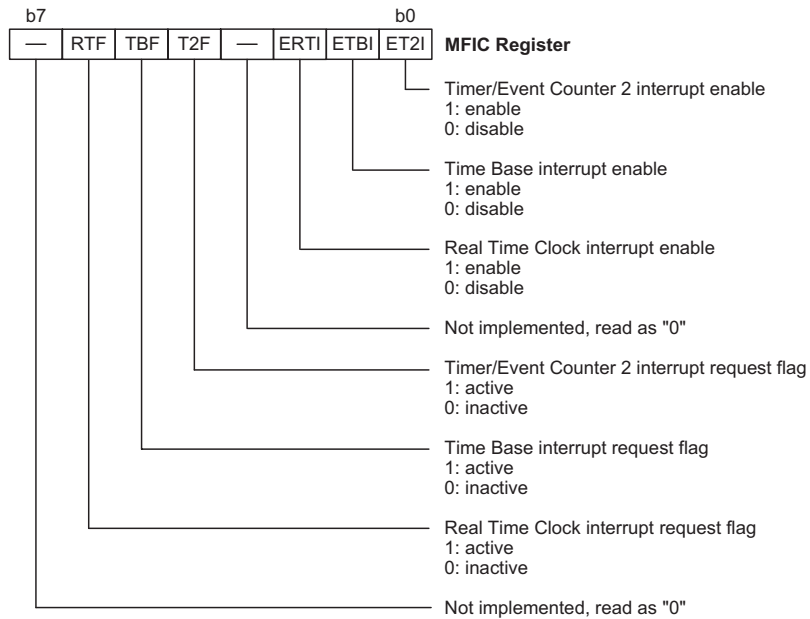 b7 b0
— RTF TBF T2F — ERTI ETBI ET2I MFIC Register
Timer/Event Counter 2 interrupt enable
1: enable
0: disable
Time Base interrupt enable
1: enable
0: disable
Real Time Clock interrupt enable
1: enable
0: disable
Not implemented, read as "0"
Timer/Event Counter 2 interrupt request flag
1: active
0: inactive
Time Base interrupt request flag
1: active
0: inactive
Real Time Clock interrupt request flag
1: active
0: inactive
Not implemented, read as "0"